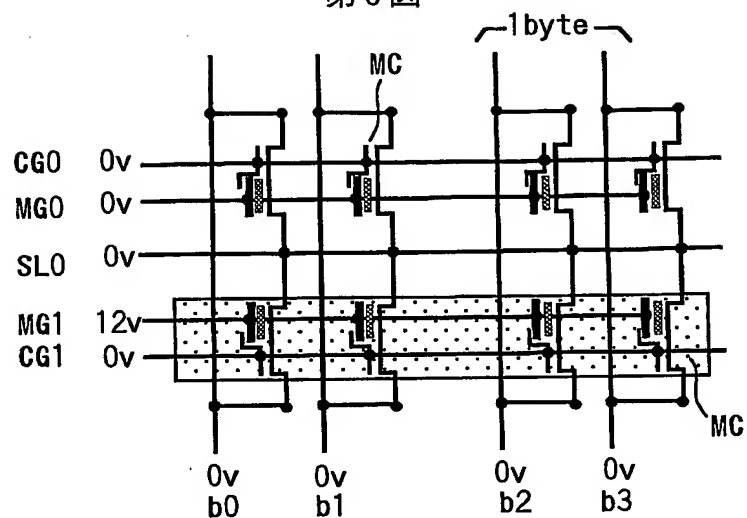 1byte
MC
CG0 0v
MG0 0v
SL0 0v
MG1 12v
CG1 0v
MC
0v 0v 0v 0v
b0 b1 b2 b3